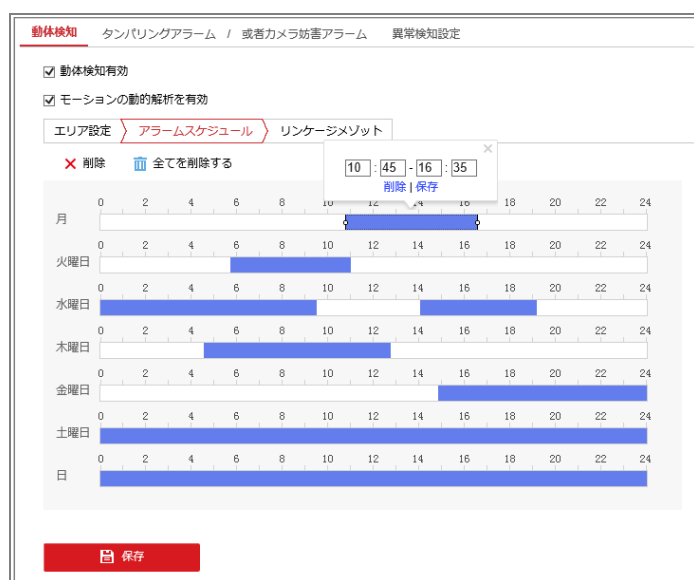 動体検知 タンパリングアラーム / 或者カメラ妨害アラーム 異常検知設定
動体検知有効
モーションの動的解析を有効
エリア設定 アラームスケジュール リンケージメゾット
削除 全てを削除する
10 : 45 - 16 : 35
削除 | 保存
0 2 4 6 8 10 12 14 16 18 20 22 24
月
0 2 4 6 8 10 12 14 16 18 20 22 24
火曜日
0 2 4 6 8 10 12 14 16 18 20 22 24
水曜日
0 2 4 6 8 10 12 14 16 18 20 22 24
木曜日
0 2 4 6 8 10 12 14 16 18 20 22 24
金曜日
0 2 4 6 8 10 12 14 16 18 20 22 24
土曜日
0 2 4 6 8 10 12 14 16 18 20 22 24
日
保存